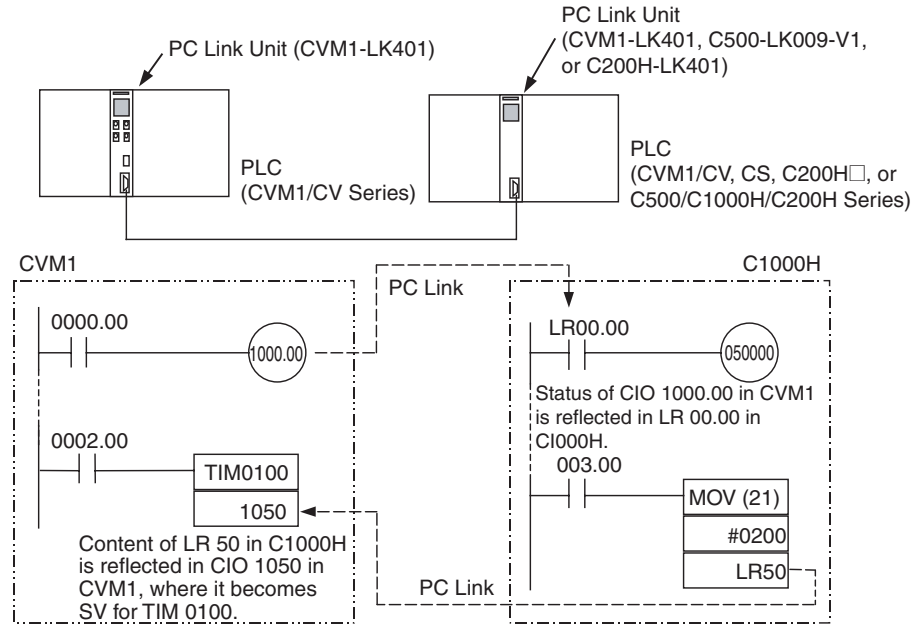 PC Link Unit (CVM1-LK401)
PC Link Unit
(CVM1-LK401, C500-LK009-V1,
or C200H-LK401)
PLC
(CVM1/CV Series)
PLC
(CVM1/CV, CS, C200H□, or
C500/C1000H/C200H Series)
CVM1
PC Link
C1000H
0000.00
1000.00
LR00.00
050000
Status of CIO 1000.00 in CVM1
is reflected in LR 00.00 in
CI000H.
0002.00
TIM0100
1050
Content of LR 50 in C1000H
is reflected in CIO 1050 in
CVM1, where it becomes
SV for TIM 0100.
003.00
MOV (21)
#0200
LR50
PC Link